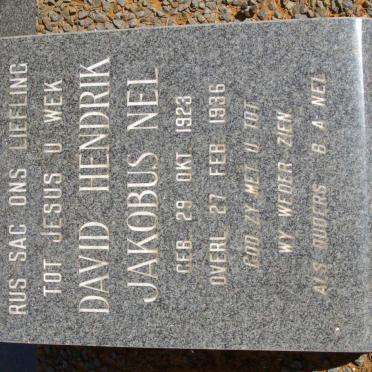 RUS SAG ONS LIEFLING
TOT JESUS U WEK
DAVID HENDRIK
JAKOBUS NEL
GEB. 29 OKT. 1923
OVERL. 27 FEB. 1936
GOD ZY MET U TOT
WY WEDER ZIEN
ALS OUDERS B A NEL